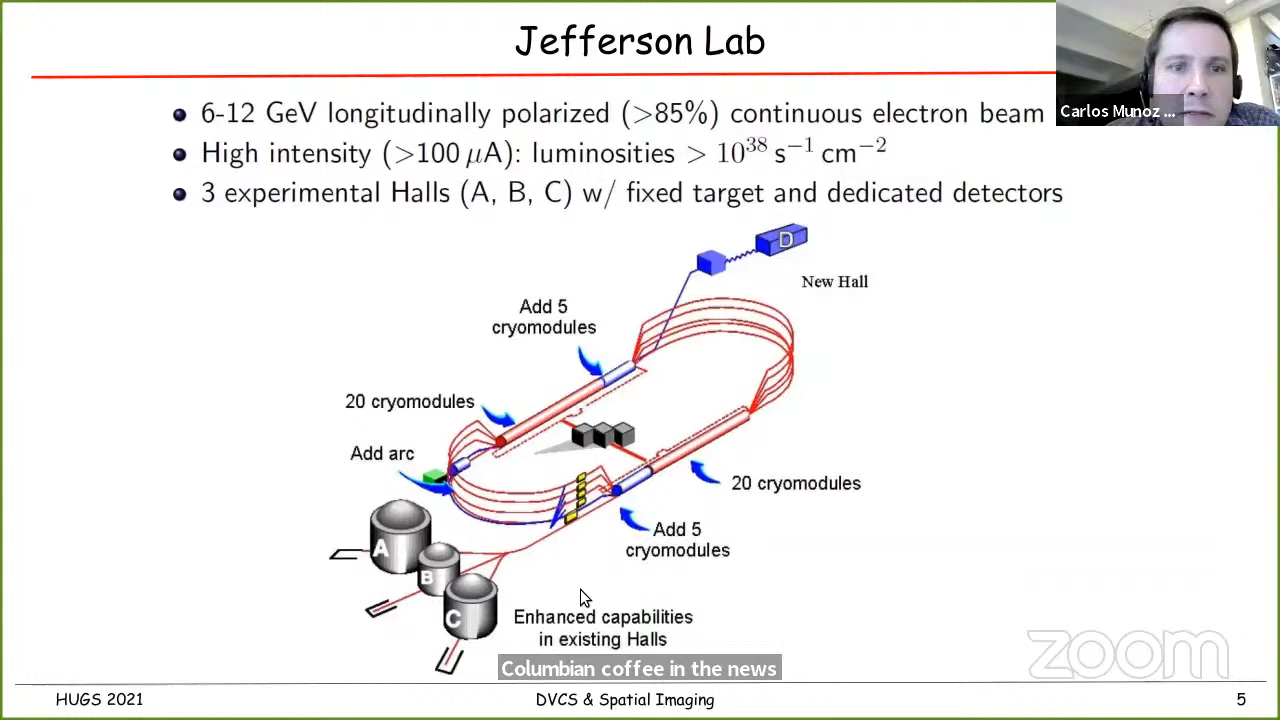 Jefferson Lab
Carlos Munoz ...
6-12 GeV longitudinally polarized (>85%) continuous electron beam
High intensity (>100 μA): luminosities > 10³⁸ s⁻¹ cm⁻²
3 experimental Halls (A, B, C) w/ fixed target and dedicated detectors
D
New Hall
Add 5
cryomodules
20 cryomodules
Add arc
20 cryomodules
Add 5
cryomodules
A
B
C
Enhanced capabilities
in existing Halls
Columbian coffee in the news
zoom
HUGS 2021
DVCS & Spatial Imaging
5